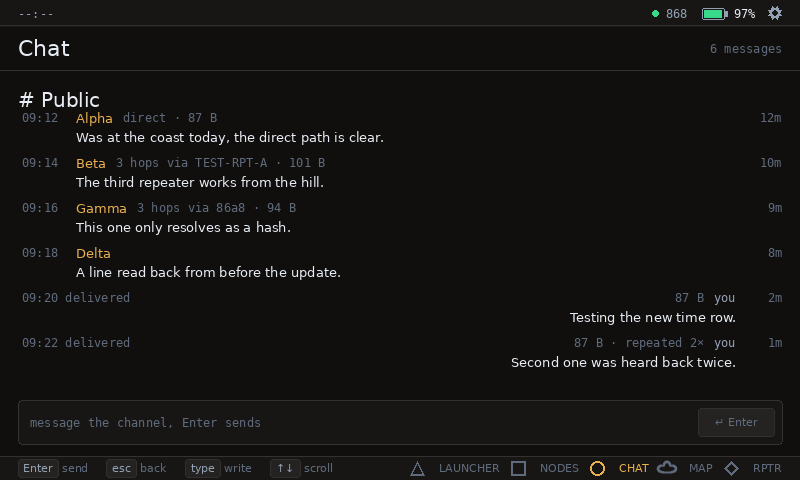 --:-- 868 97%
Chat 6 messages
# Public
09:12 Alpha direct · 87 B 12m
Was at the coast today, the direct path is clear.
09:14 Beta 3 hops via TEST-RPT-A · 101 B 10m
The third repeater works from the hill.
09:16 Gamma 3 hops via 86a8 · 94 B 9m
This one only resolves as a hash.
09:18 Delta 8m
A line read back from before the update.
09:20 delivered 87 B you 2m
Testing the new time row.
09:22 delivered 87 B · repeated 2× you 1m
Second one was heard back twice.
message the channel, Enter sends ↵ Enter
Enter send esc back type write ↑↓ scroll LAUNCHER NODES CHAT MAP RPTR